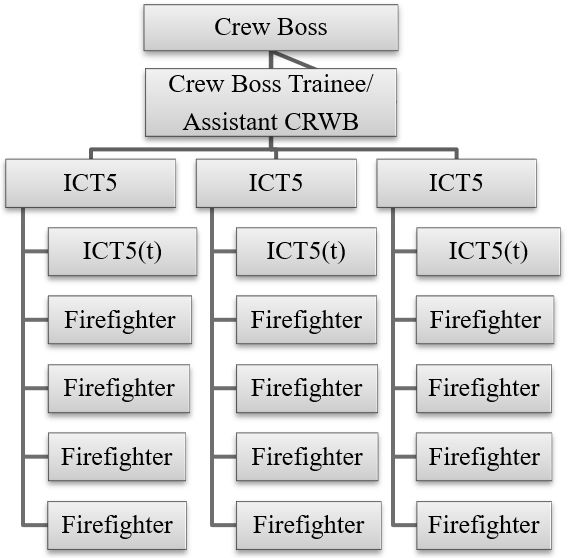 Crew Boss
Crew Boss Trainee/
Assistant CRWB
ICT5 ICT5 ICT5
ICT5(t) ICT5(t) ICT5(t)
Firefighter Firefighter Firefighter
Firefighter Firefighter Firefighter
Firefighter Firefighter Firefighter
Firefighter Firefighter Firefighter